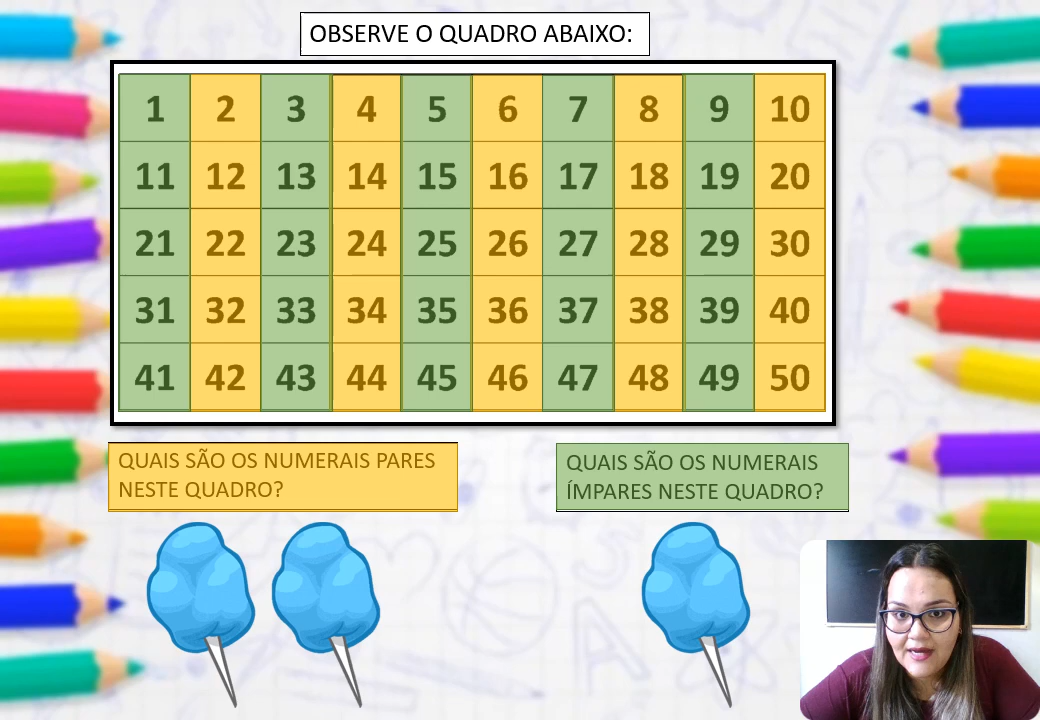 OBSERVE O QUADRO ABAIXO:
1 2 3 4 5 6 7 8 9 10
11 12 13 14 15 16 17 18 19 20
21 22 23 24 25 26 27 28 29 30
31 32 33 34 35 36 37 38 39 40
41 42 43 44 45 46 47 48 49 50
QUAIS SÃO OS NUMERAIS PARES
NESTE QUADRO?
QUAIS SÃO OS NUMERAIS
ÍMPARES NESTE QUADRO?